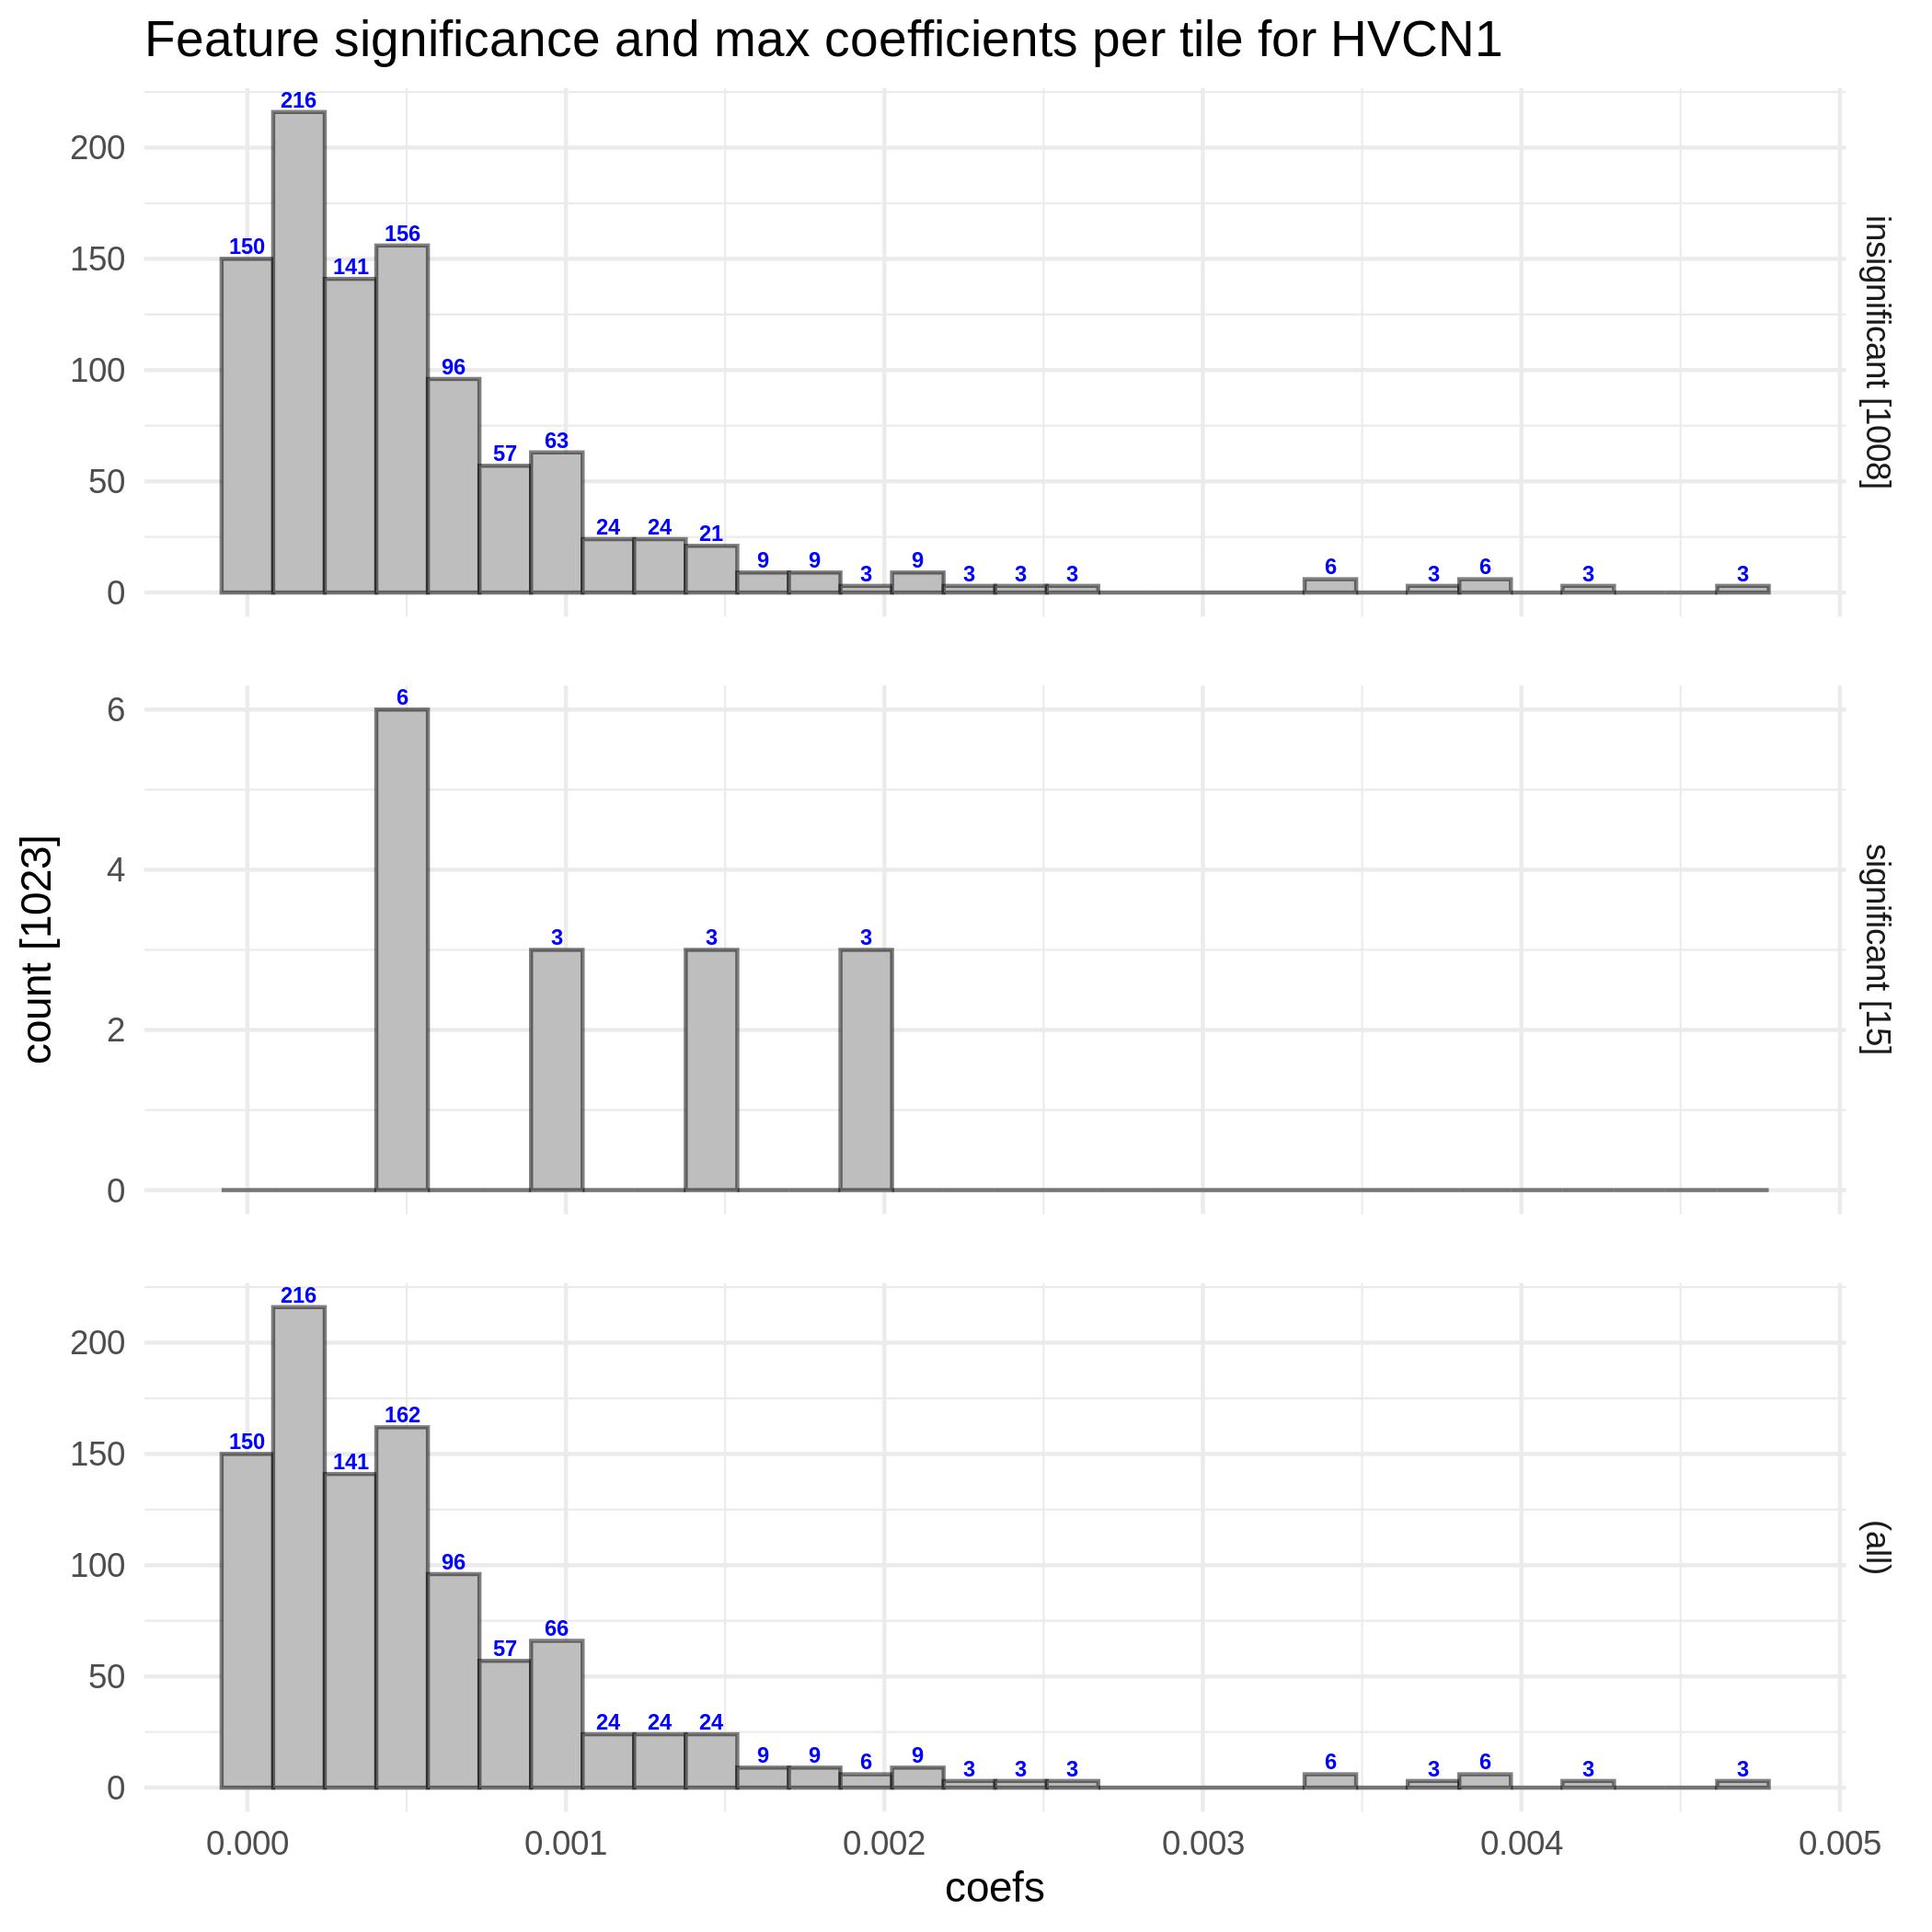 Feature significance and max coefficients per tile for HVCN1
216
200
156
150
150
141
100
96
57
63
50
24 24 21
9 9 3 9 3 3 3 6 3 6 3 3
0
insignificant [1008]
6
6
4
3 3 3
2
0
significant [15]
count [1023]
216
200
162
150
150
141
100
96
57
66
50
24 24 24
9 9 6 9 3 3 3 6 3 6 3 3
0
(all)
0.000 0.001 0.002 0.003 0.004 0.005
coefs